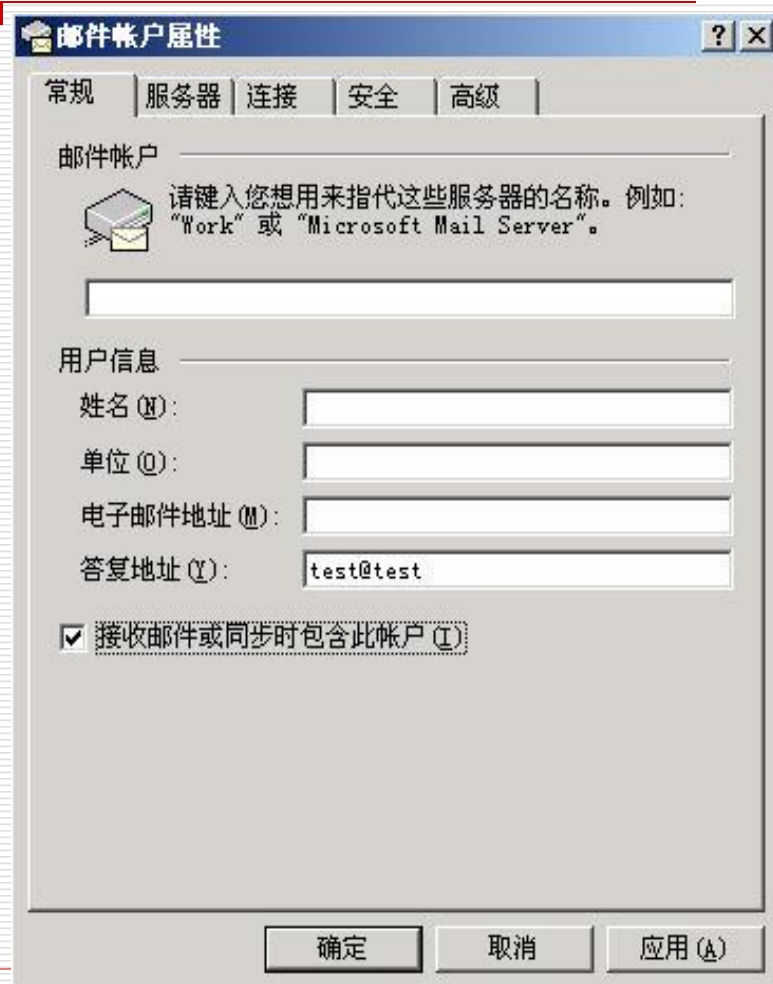 邮件帐户属性
常规 服务器 连接 安全 高级
邮件帐户
请键入您想用来指代这些服务器的名称。例如:
"Work" 或 "Microsoft Mail Server"。
用户信息
姓名(N):
单位(O):
电子邮件地址(M):
答复地址(Y): test@test
接收邮件或同步时包含此帐户(I)
确定 取消 应用(A)